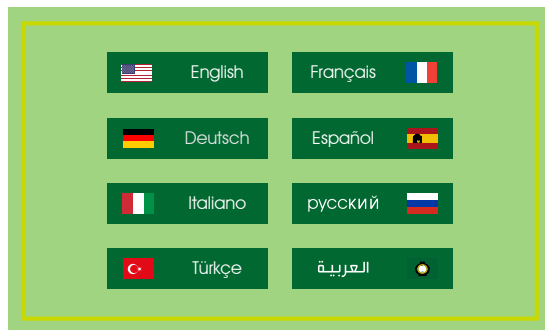 English
Français
Deutsch
Español
Italiano
русский
Türkçe
العربية